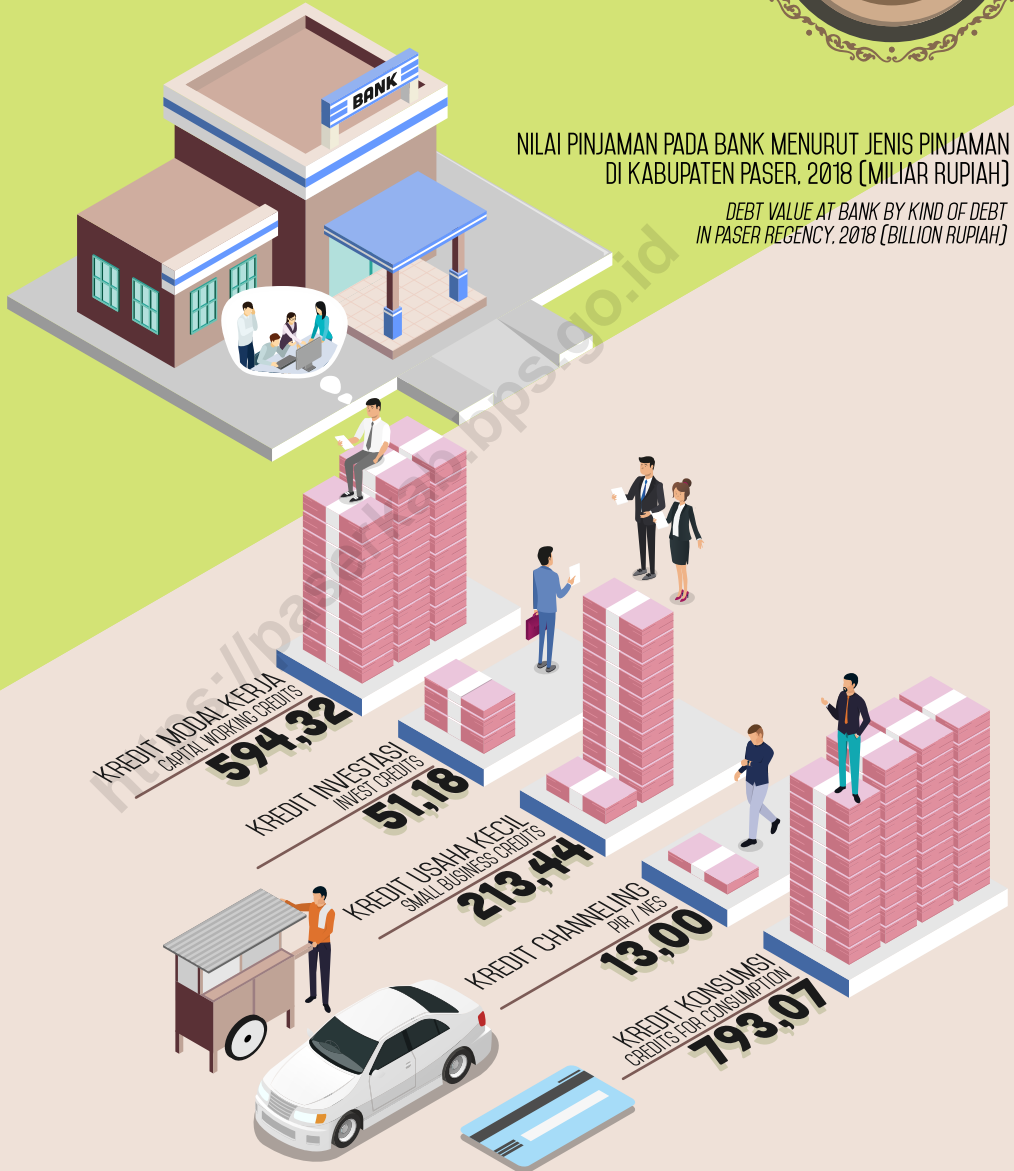 BANK
NILAI PINJAMAN PADA BANK MENURUT JENIS PINJAMAN
DI KABUPATEN PASER, 2018 (MILIAR RUPIAH)
DEBT VALUE AT BANK BY KIND OF DEBT
IN PASER REGENCY, 2018 (BILLION RUPIAH)
https://paserkab.bps.go.id
KREDIT MODAL KERJA
CAPITAL WORKING CREDITS
594,32
KREDIT INVESTASI
INVEST CREDITS
51,18
KREDIT USAHA KECIL
SMALL BUSINESS CREDITS
213,44
KREDIT CHANNELING
PIR / NES
13,00
KREDIT KONSUMSI
CREDITS FOR CONSUMPTION
793,07